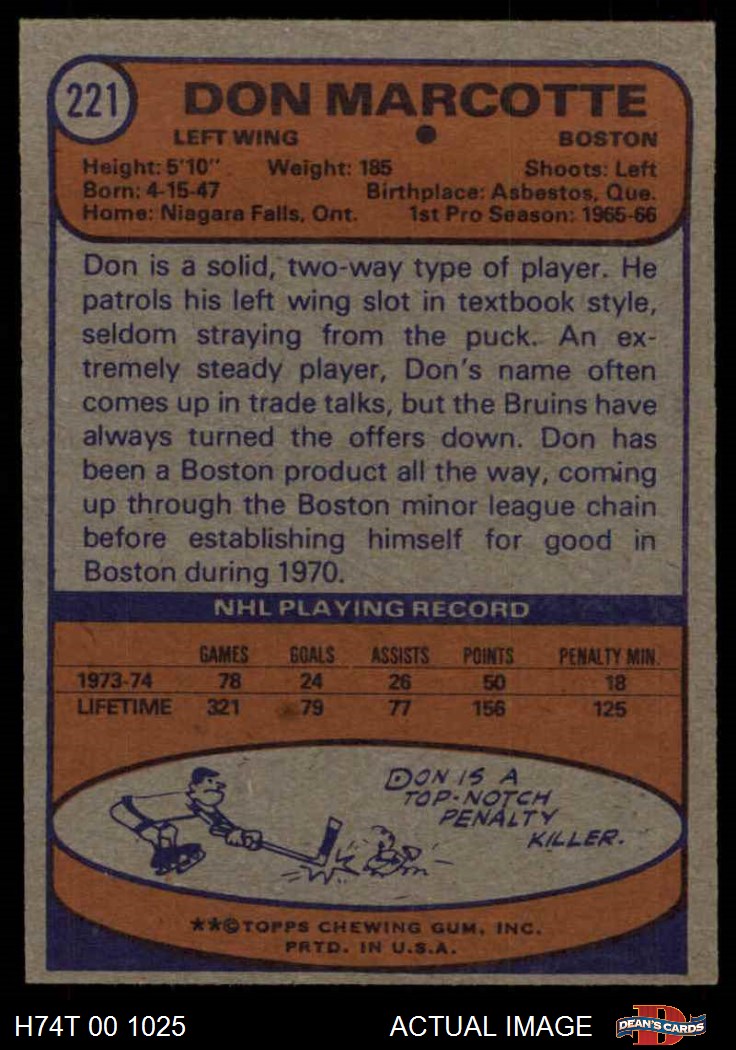 221
DON MARCOTTE
LEFT WING ● BOSTON
Height: 5'10" Weight: 185 Shoots: Left
Born: 4-15-47 Birthplace: Asbestos, Que.
Home: Niagara Falls, Ont. 1st Pro Season: 1965-66
Don is a solid, two-way type of player. He
patrols his left wing slot in textbook style,
seldom straying from the puck. An ex-
tremely steady player, Don's name often
comes up in trade talks, but the Bruins have
always turned the offers down. Don has
been a Boston product all the way, coming
up through the Boston minor league chain
before establishing himself for good in
Boston during 1970.
NHL PLAYING RECORD
GAMES GOALS ASSISTS POINTS PENALTY MIN.
1973-74 78 24 26 50 18
LIFETIME 321 79 77 156 125
DON IS A
TOP-NOTCH
PENALTY
KILLER.
**©TOPPS CHEWING GUM, INC.
PRTD. IN U.S.A.
H74T 00 1025 ACTUAL IMAGE D DEAN'S CARDS